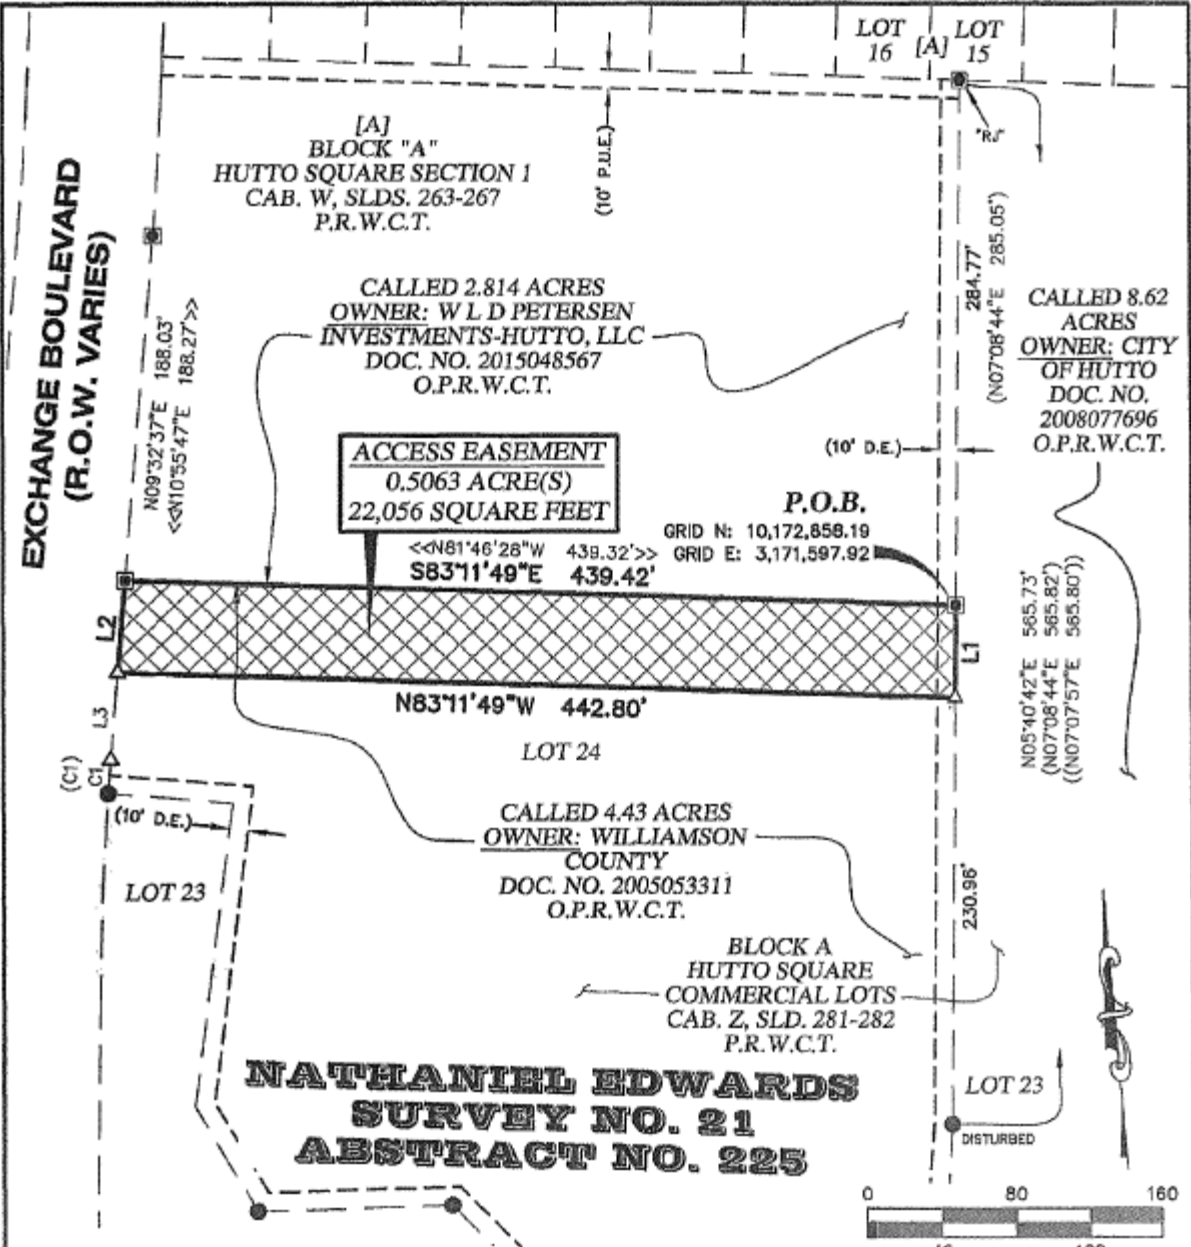 LOT
16
[A]
LOT
15
"RJ"
[A]
BLOCK "A"
HUTTO SQUARE SECTION 1
CAB. W, SLDS. 263-267
P.R.W.C.T.
(10' P.U.E.)
EXCHANGE BOULEVARD
(R.O.W. VARIES)
N09°32'37"E 188.03'
<<N10°55'47"E 188.27'>>
CALLED 2.814 ACRES
OWNER: W L D PETERSEN
INVESTMENTS-HUTTO, LLC
DOC. NO. 2015048567
O.P.R.W.C.T.
284.77'
(N07°08'44"E 285.05')
CALLED 8.62
ACRES
OWNER: CITY
OF HUTTO
DOC. NO.
2008077696
O.P.R.W.C.T.
(10' D.E.)
ACCESS EASEMENT
0.5063 ACRE(S)
22,056 SQUARE FEET
P.O.B.
GRID N: 10,172,858.19
GRID E: 3,171,597.92
<<N81°46'28"W 439.32'>>
S83°11'49"E 439.42'
L2
L1
N83°11'49"W 442.80'
N05°40'42"E 565.73'
(N07°08'44"E 565.82')
((N07°07'57"E 565.80'))
L3
LOT 24
(C1)
C1
(10' D.E.)
LOT 23
CALLED 4.43 ACRES
OWNER: WILLIAMSON
COUNTY
DOC. NO. 2005053311
O.P.R.W.C.T.
230.96'
BLOCK A
HUTTO SQUARE
COMMERCIAL LOTS
CAB. Z, SLD. 281-282
P.R.W.C.T.
NATHANIEL EDWARDS
SURVEY NO. 21
ABSTRACT NO. 225
LOT 23
DISTURBED
0 80 160